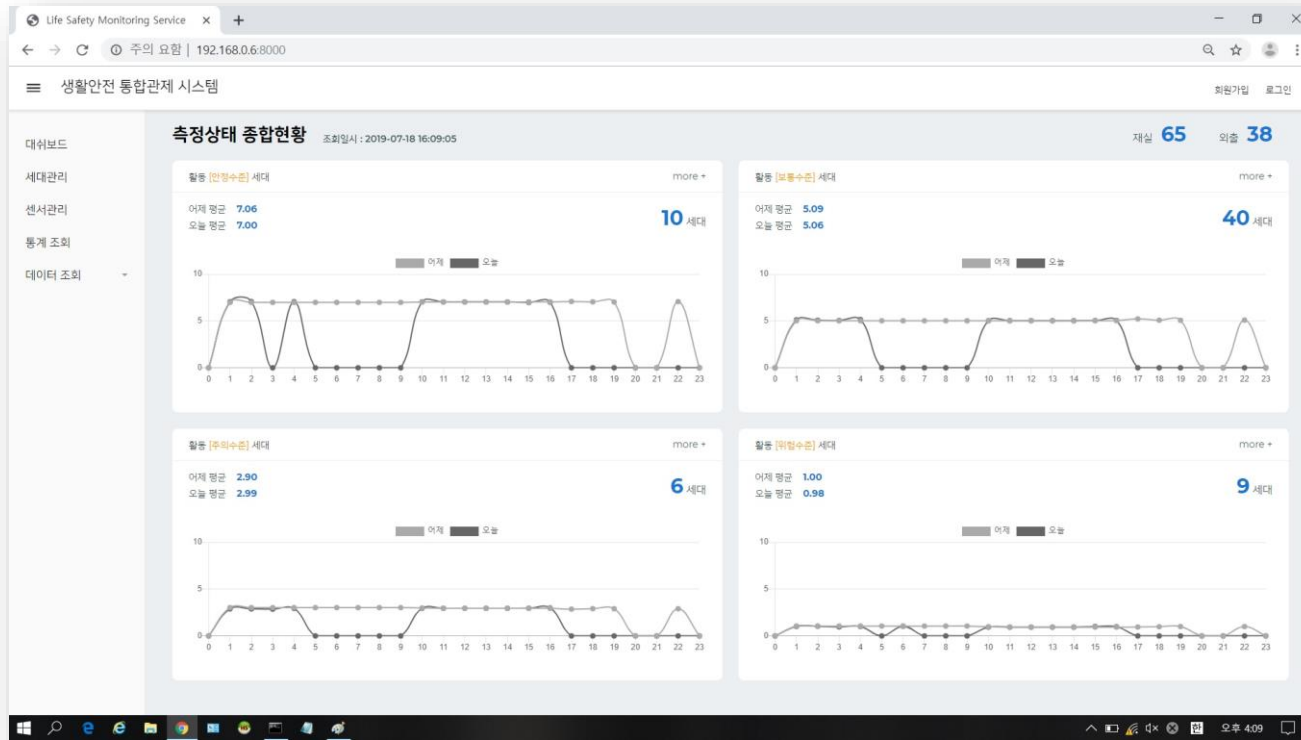 Life Safety Monitoring Service
주의 요함 | 192.168.0.6:8000
생활안전 통합관제 시스템
회원가입 로그인
대쉬보드
세대관리
센서관리
통계 조회
데이터 조회
측정상태 종합현황 조회일시 : 2019-07-18 16:09:05
재실 65 외출 38
활동 [안정수준] 세대 more +
어제 평균 7.06
오늘 평균 7.00
10 세대
어제 오늘
10
5
0
0 1 2 3 4 5 6 7 8 9 10 11 12 13 14 15 16 17 18 19 20 21 22 23
활동 [보통수준] 세대 more +
어제 평균 5.09
오늘 평균 5.06
40 세대
어제 오늘
10
5
0
0 1 2 3 4 5 6 7 8 9 10 11 12 13 14 15 16 17 18 19 20 21 22 23
활동 [주의수준] 세대 more +
어제 평균 2.90
오늘 평균 2.99
6 세대
어제 오늘
10
5
0
0 1 2 3 4 5 6 7 8 9 10 11 12 13 14 15 16 17 18 19 20 21 22 23
활동 [위험수준] 세대 more +
어제 평균 1.00
오늘 평균 0.98
9 세대
어제 오늘
10
5
0
0 1 2 3 4 5 6 7 8 9 10 11 12 13 14 15 16 17 18 19 20 21 22 23
한 오후 4:09